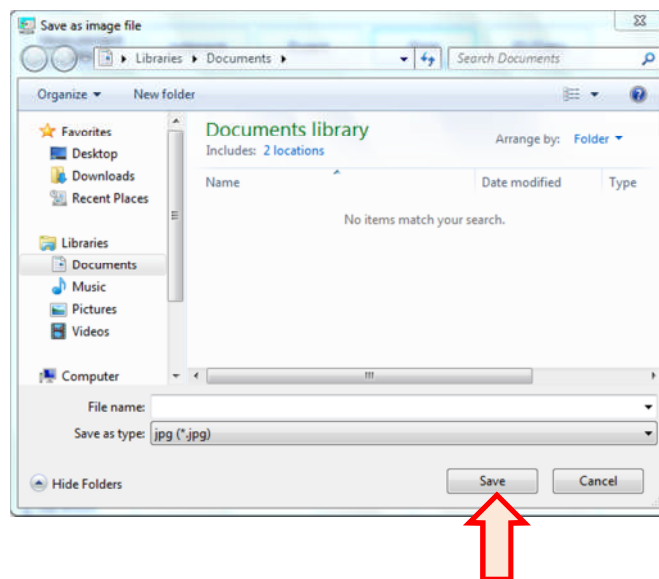 Save as image file
Libraries Documents
Search Documents
Organize New folder
Favorites
Desktop
Downloads
Recent Places
Libraries
Documents
Music
Pictures
Videos
Computer
Documents library
Includes: 2 locations
Arrange by: Folder
Name Date modified Type
No items match your search.
File name:
Save as type: jpg (*.jpg)
Hide Folders Save Cancel